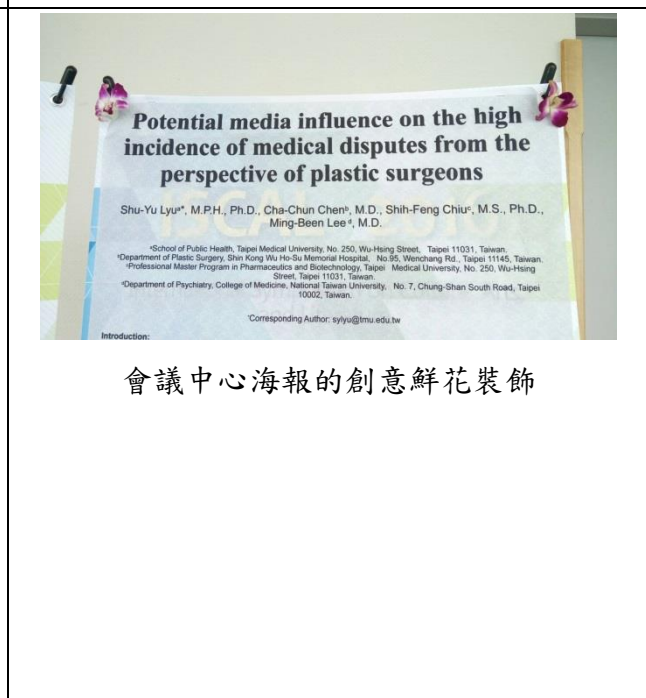 Potential media influence on the high
incidence of medical disputes from the
perspective of plastic surgeons
Shu-Yu Lyuᵃ*, M.P.H., Ph.D., Cha-Chun Chenᵇ, M.D., Shih-Feng Chiuᶜ, M.S., Ph.D.,
Ming-Been Lee ᵈ, M.D.
ᵃSchool of Public Health, Taipei Medical University, No. 250, Wu-Hsing Street, Taipei 11031, Taiwan.
ᵇDepartment of Plastic Surgery, Shin Kong Wu Ho-Su Memorial Hospital, No.95, Wenchang Rd., Taipei 11145, Taiwan.
ᶜProfessional Master Program in Pharmaceutics and Biotechnology, Taipei Medical University, No. 250, Wu-Hsing
Street, Taipei 11031, Taiwan.
ᵈDepartment of Psychiatry, College of Medicine, National Taiwan University, No. 7, Chung-Shan South Road, Taipei
10002, Taiwan.
*Corresponding Author: sylyu@tmu.edu.tw
Introduction:
會議中心海報的創意鮮花裝飾